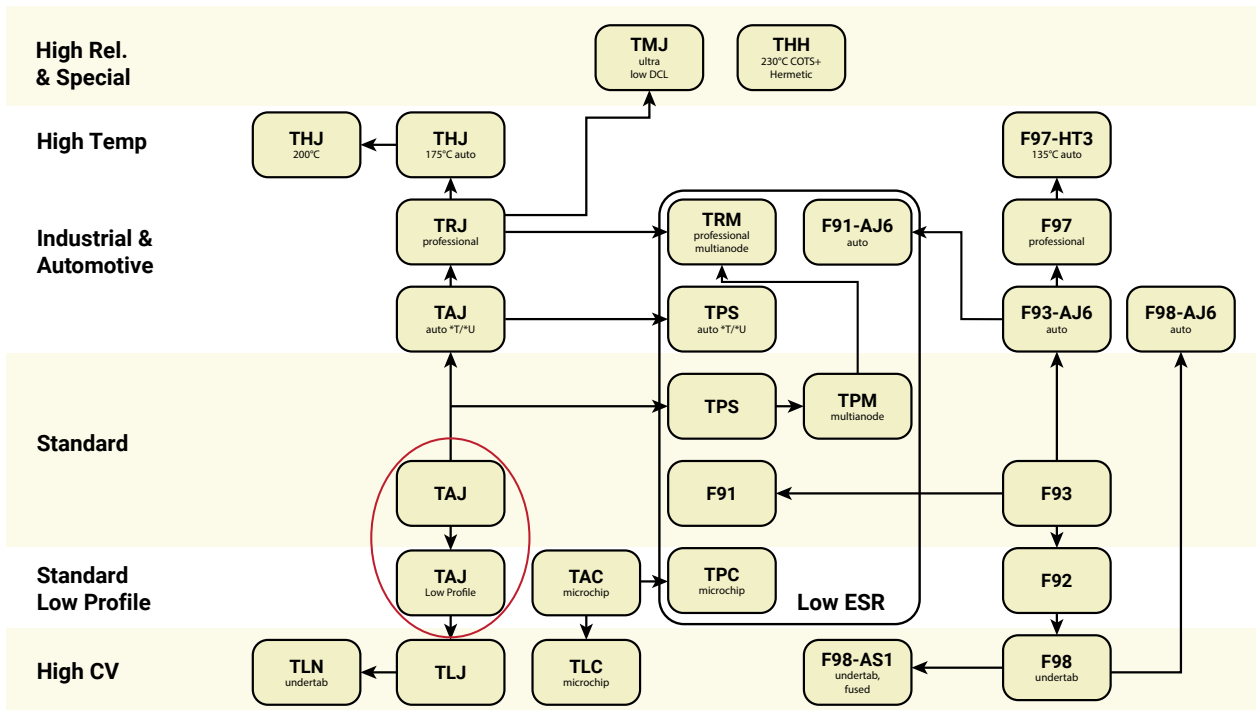 High Rel.
& Special
TMJ
ultra
low DCL
THH
230°C COTS+
Hermetic
High Temp
THJ
200°C
THJ
175°C auto
F97-HT3
135°C auto
Industrial &
Automotive
TRJ
professional
TRM
professional
multianode
F91-AJ6
auto
F97
professional
TAJ
auto *T/*U
TPS
auto *T/*U
F93-AJ6
auto
F98-AJ6
auto
Standard
TPS
TPM
multianode
TAJ
F91
F93
Standard
Low Profile
TAJ
Low Profile
TAC
microchip
TPC
microchip
Low ESR
F92
High CV
TLN
undertab
TLJ
TLC
microchip
F98-AS1
undertab,
fused
F98
undertab